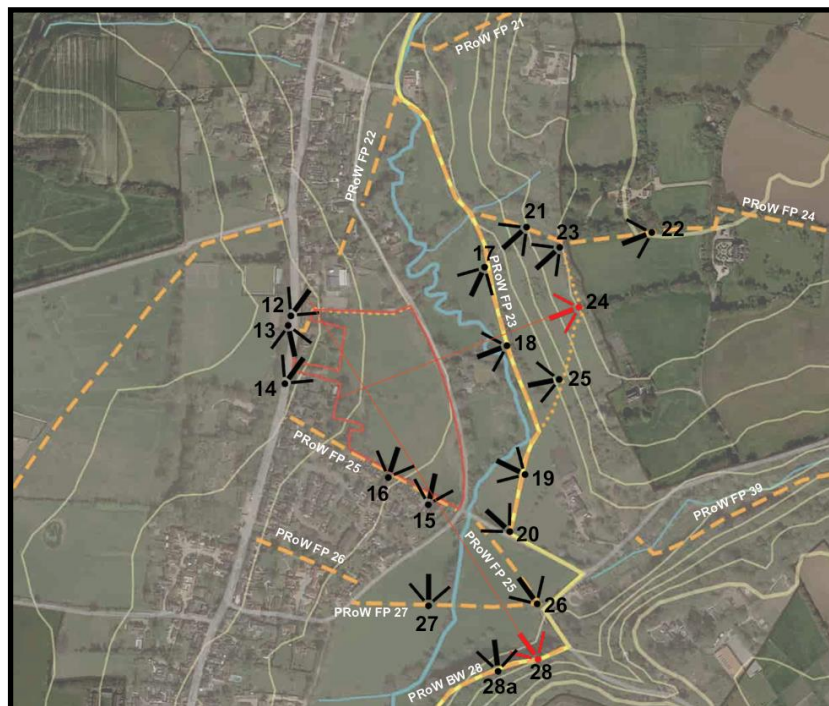 PRoW FP 21
PRoW FP 22
PRoW FP 24
21
23
22
17
PRoW FP 23
24
12
13
18
14
25
PRoW FP 25
16
15
19
PRoW FP 39
20
PRoW FP 26
PRoW FP 25
26
PRoW FP 27
27
PRoW BW 28
28a
28